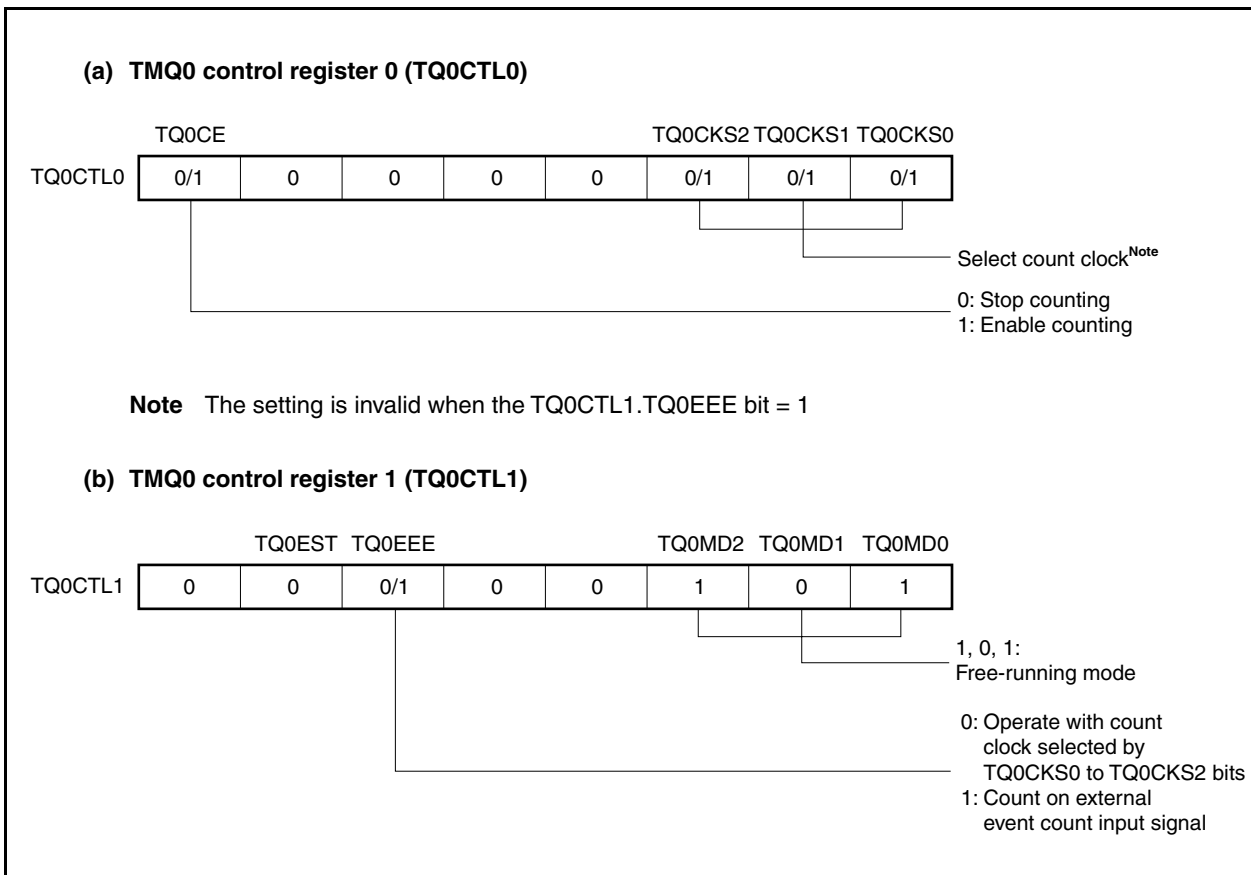 (a) TMQ0 control register 0 (TQ0CTL0)
TQ0CE TQ0CKS2 TQ0CKS1 TQ0CKS0
TQ0CTL0 0/1 0 0 0 0 0/1 0/1 0/1
Select count clockNote
0: Stop counting
1: Enable counting
Note The setting is invalid when the TQ0CTL1.TQ0EEE bit = 1
(b) TMQ0 control register 1 (TQ0CTL1)
TQ0EST TQ0EEE TQ0MD2 TQ0MD1 TQ0MD0
TQ0CTL1 0 0 0/1 0 0 1 0 1
1, 0, 1:
Free-running mode
0: Operate with count
clock selected by
TQ0CKS0 to TQ0CKS2 bits
1: Count on external
event count input signal